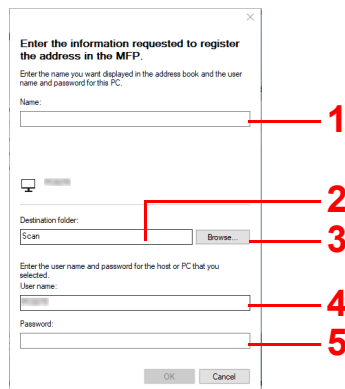 Enter the information requested to register
the address in the MFP.
Enter the name you want displayed in the address book and the user
name and password for this PC.
Name:
1
2
Destination folder:
Scan
Browse...
3
Enter the user name and password for the host or PC that you
selected.
User name:
4
Password:
5
OK
Cancel